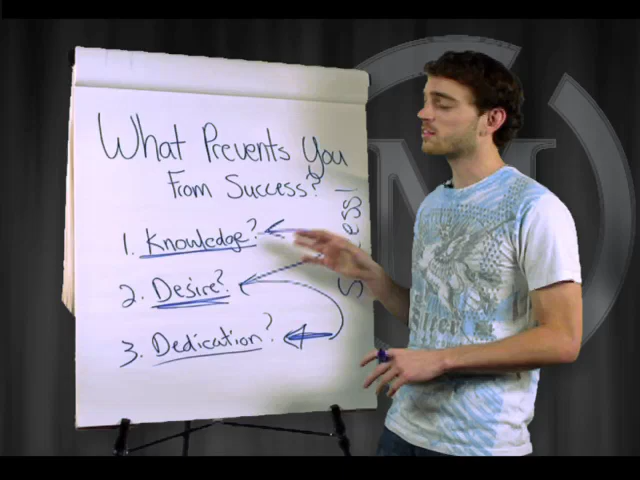 What Prevents You
From Success?
1. Knowledge?
2. Desire?
3. Dedication?